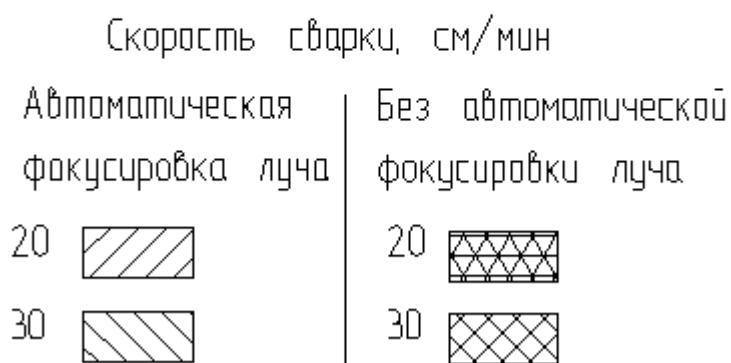 Скорость сварки, см/мин
Автоматическая
фокусировка луча
20
30
Без автоматической
фокусировки луча
20
30